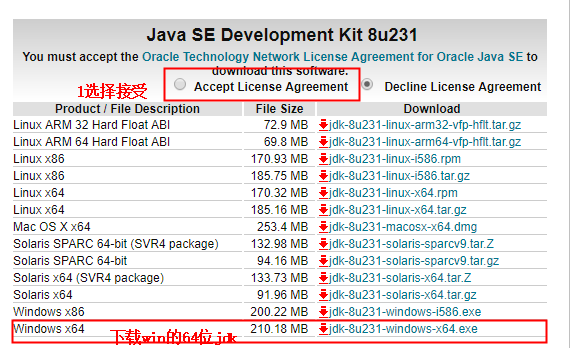 Java SE Development Kit 8u231
You must accept the Oracle Technology Network License Agreement for Oracle Java SE to
download this software.
1选择接受 Accept License Agreement Decline License Agreement
Product / File Description File Size Download
Linux ARM 32 Hard Float ABI 72.9 MB jdk-8u231-linux-arm32-vfp-hflt.tar.gz
Linux ARM 64 Hard Float ABI 69.8 MB jdk-8u231-linux-arm64-vfp-hflt.tar.gz
Linux x86 170.93 MB jdk-8u231-linux-i586.rpm
Linux x86 185.75 MB jdk-8u231-linux-i586.tar.gz
Linux x64 170.32 MB jdk-8u231-linux-x64.rpm
Linux x64 185.16 MB jdk-8u231-linux-x64.tar.gz
Mac OS X x64 253.4 MB jdk-8u231-macosx-x64.dmg
Solaris SPARC 64-bit (SVR4 package) 132.98 MB jdk-8u231-solaris-sparcv9.tar.Z
Solaris SPARC 64-bit 94.16 MB jdk-8u231-solaris-sparcv9.tar.gz
Solaris x64 (SVR4 package) 133.73 MB jdk-8u231-solaris-x64.tar.Z
Solaris x64 91.96 MB jdk-8u231-solaris-x64.tar.gz
Windows x86 200.22 MB jdk-8u231-windows-i586.exe
Windows x64 下载win的64位jdk 210.18 MB jdk-8u231-windows-x64.exe